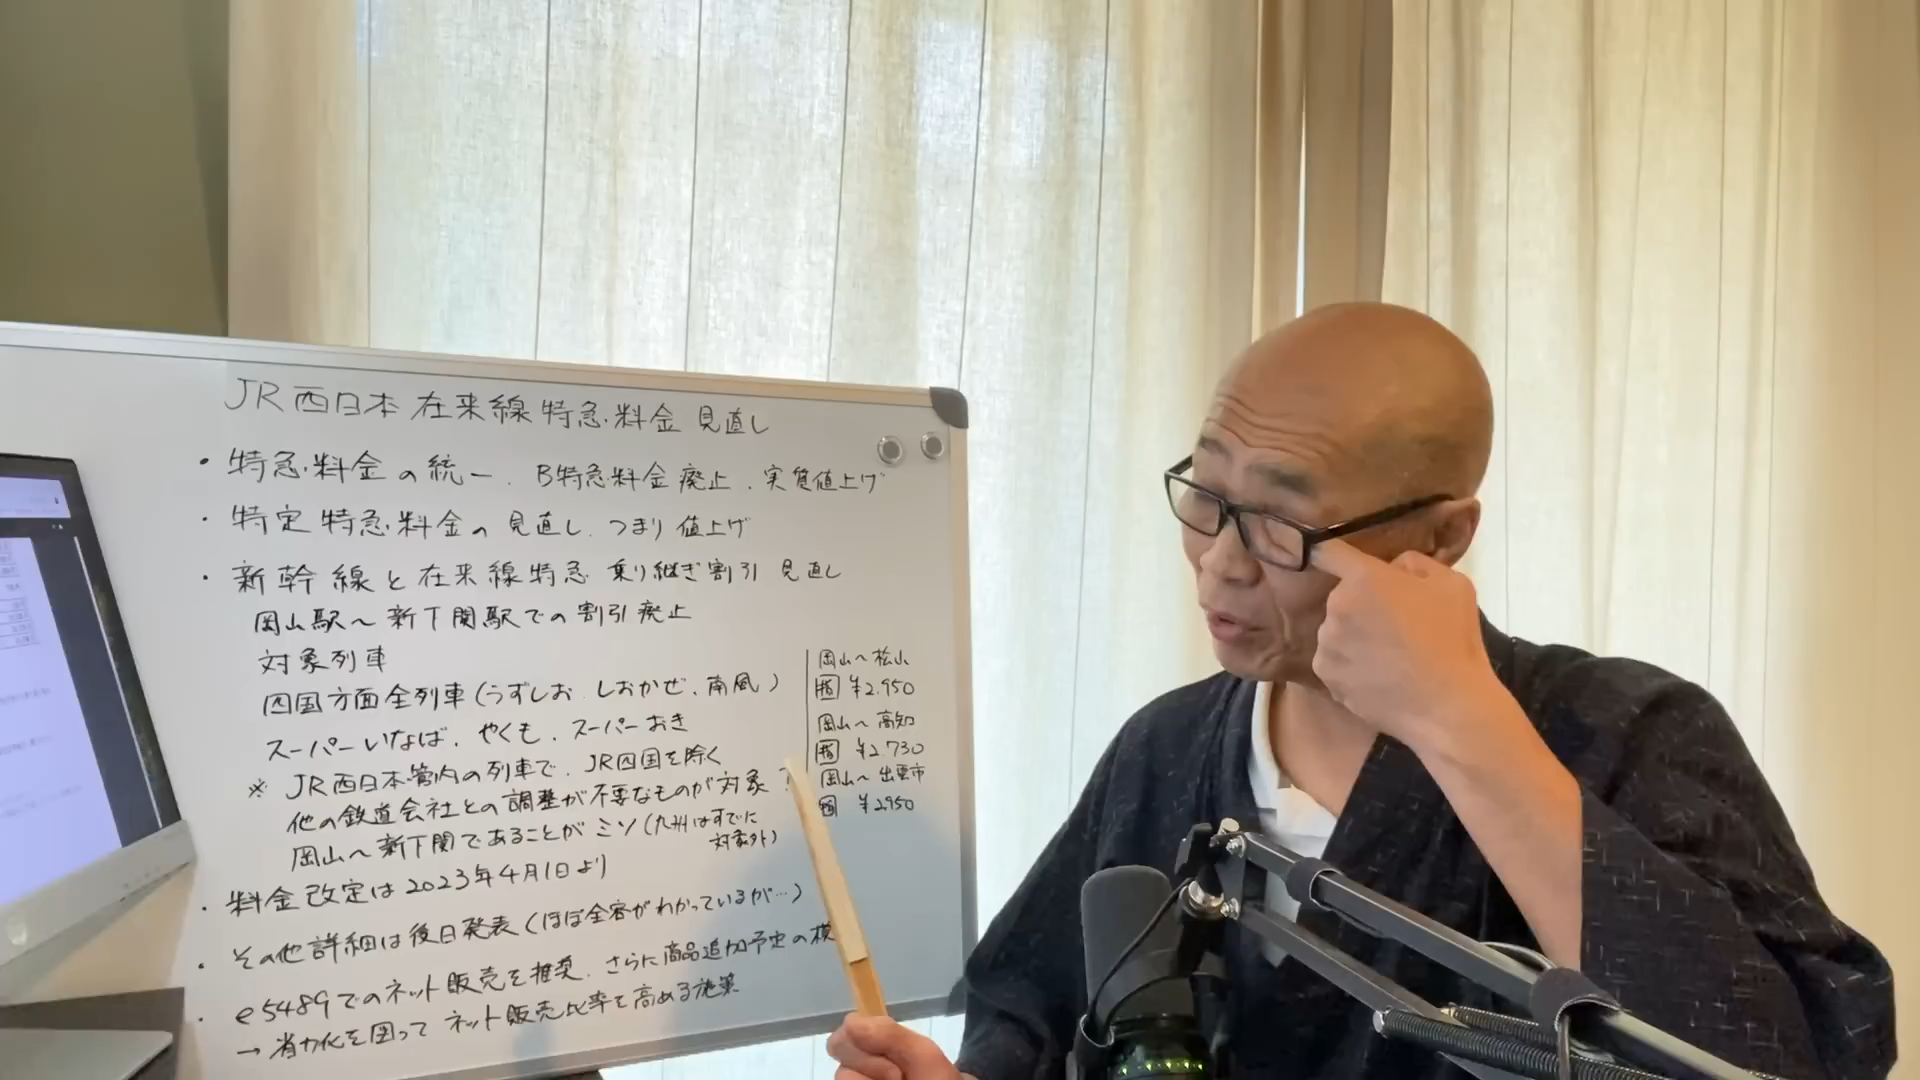 JR西日本 在来線特急料金 見直し
・特急料金の統一、B特急料金廃止、実質値上げ
・特定特急料金の見直し、つまり値上げ
・新幹線と在来線特急 乗り継ぎ割引 見直し
岡山駅〜新下関駅での割引廃止
対象列車
四国方面全列車(うずしお、しおかぜ、南風)
スーパーいなば、やくも、スーパーおき
※ JR西日本管内の列車で、JR四国を除く
他の鉄道会社との調整が不要なものが対象?
岡山〜新下関であることがミソ(九州はすでに
対象外)
・料金改定は2023年4月1日より
・その他詳細は後日発表(ほぼ全容がわかっているが…)
・e5489でのネット販売を推奨、さらに商品追加予定の模
→ 省力化を図ってネット販売比率を高める施策
岡山〜松山
指 ¥2,950
岡山〜高知
指 ¥2,730
岡山〜出雲市
指 ¥2950